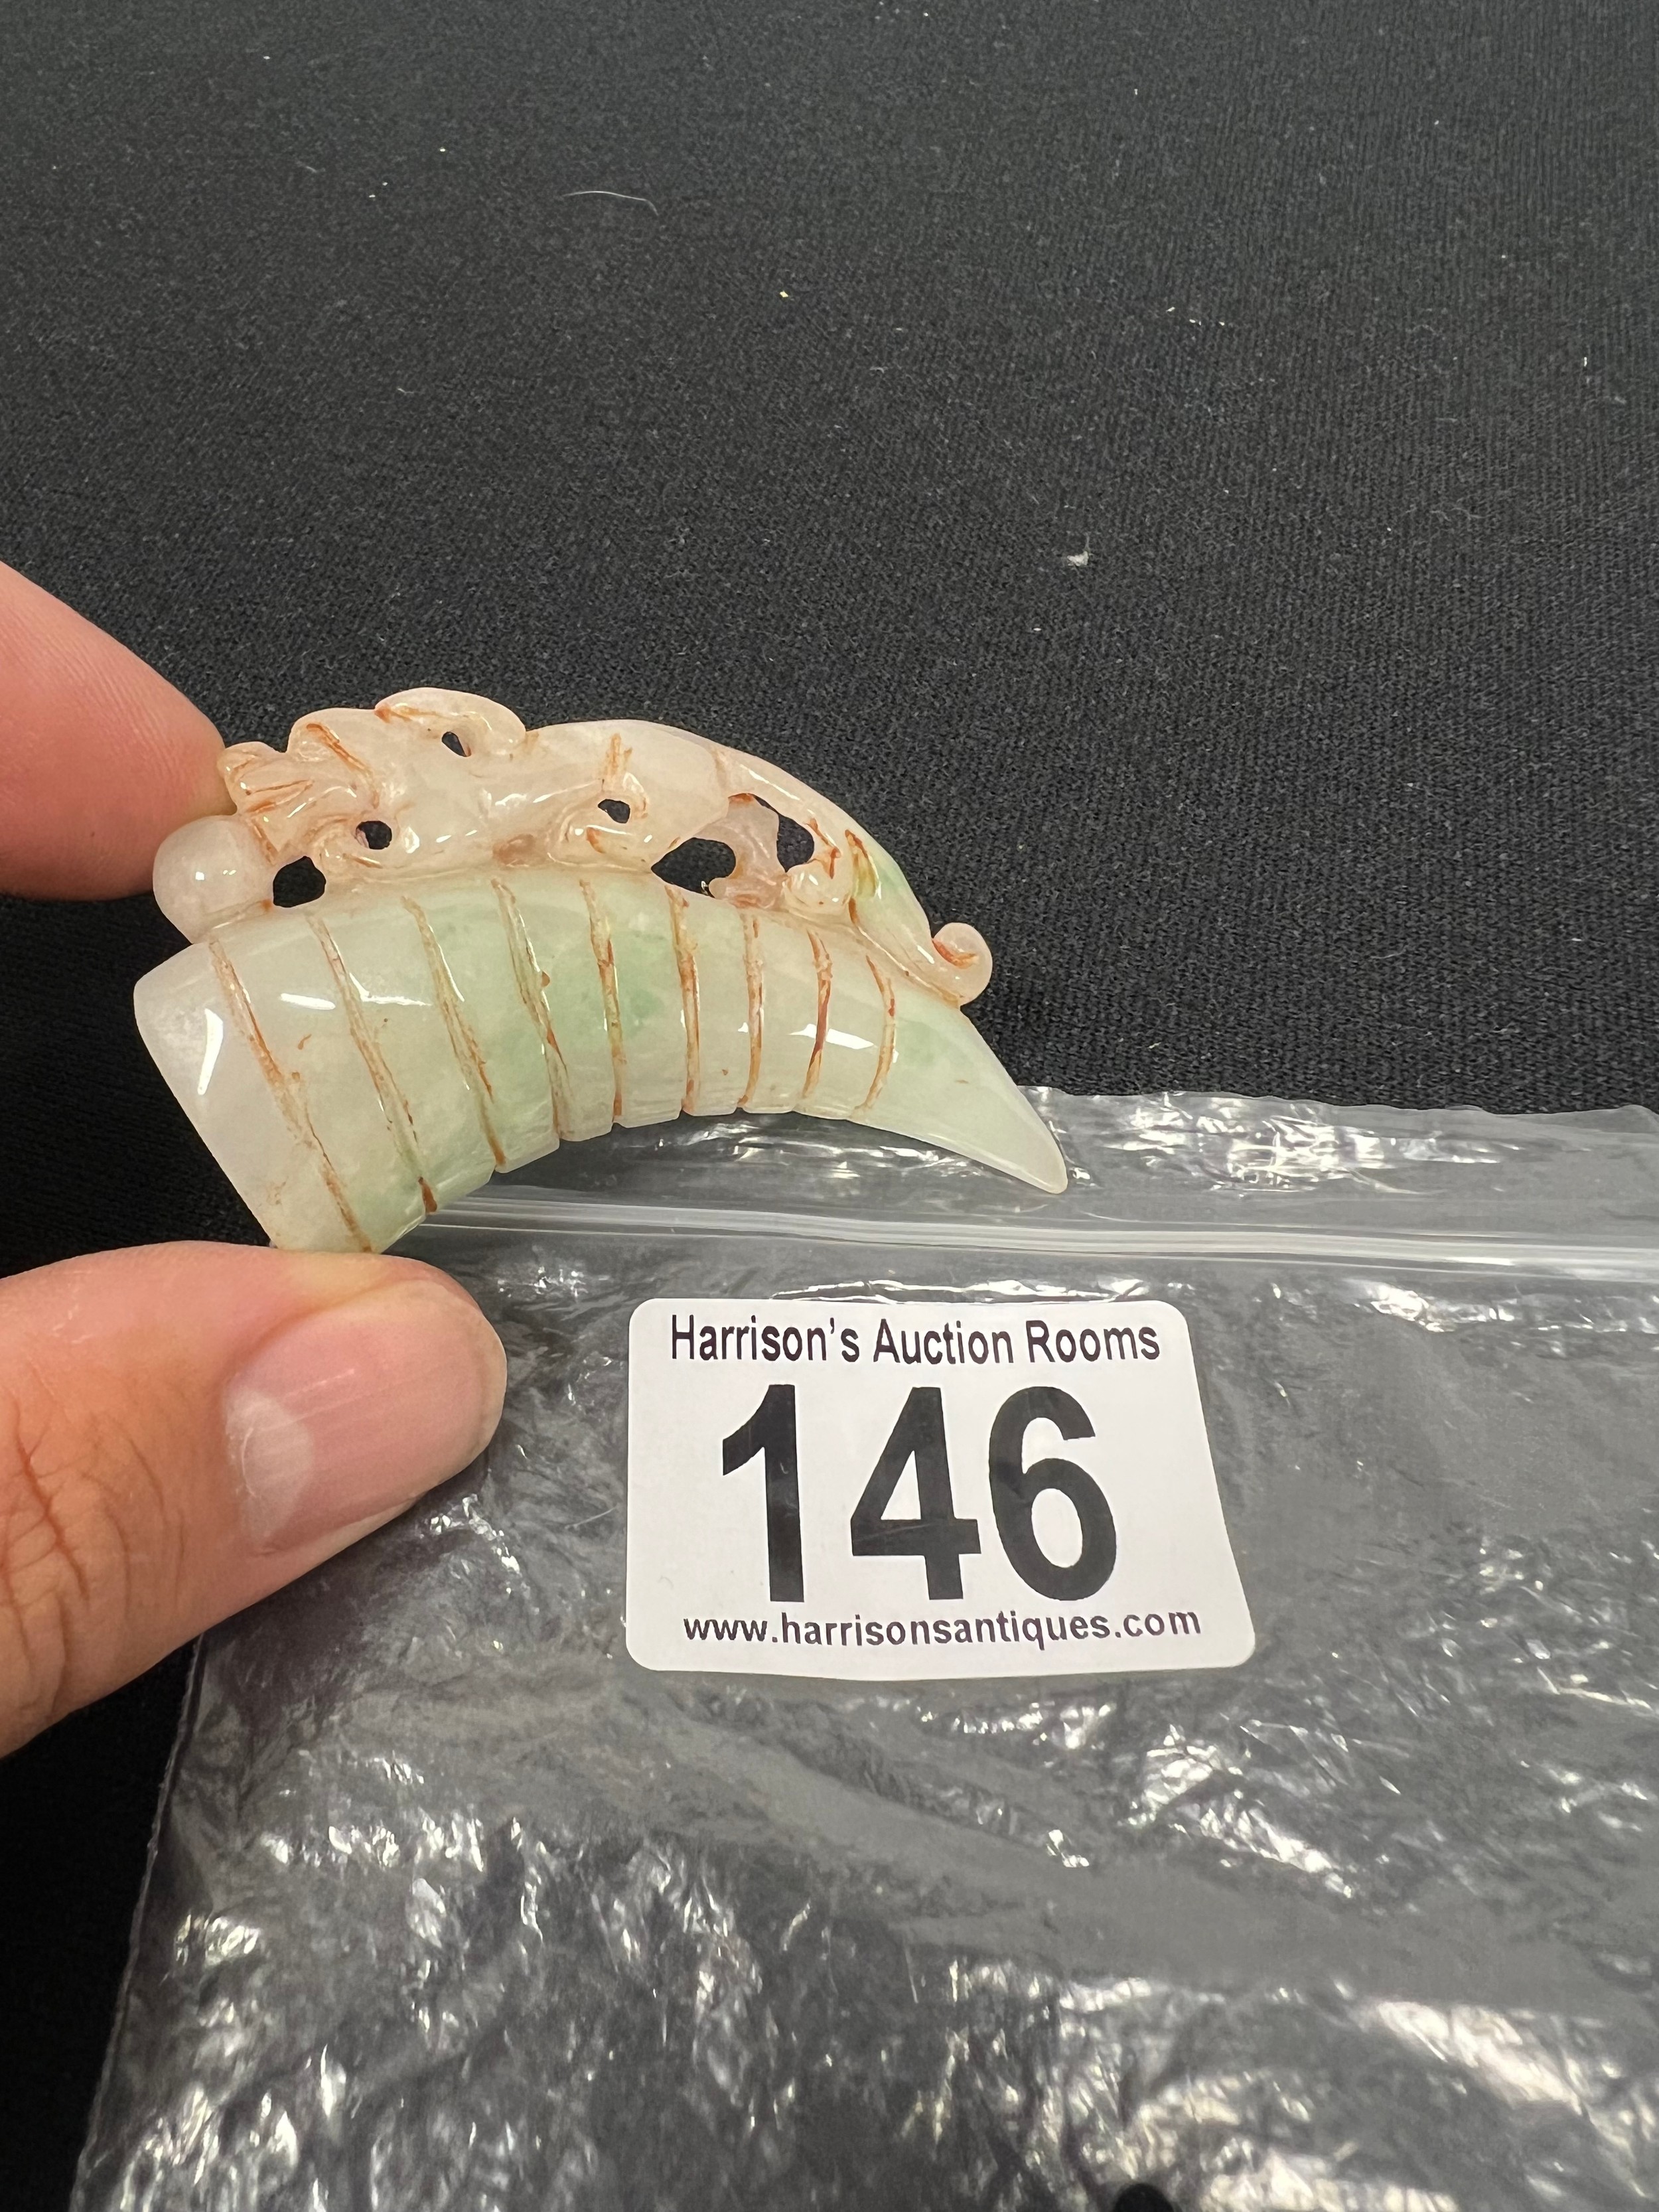 Harrison's Auction Rooms
146
www.harrisonsantiques.com